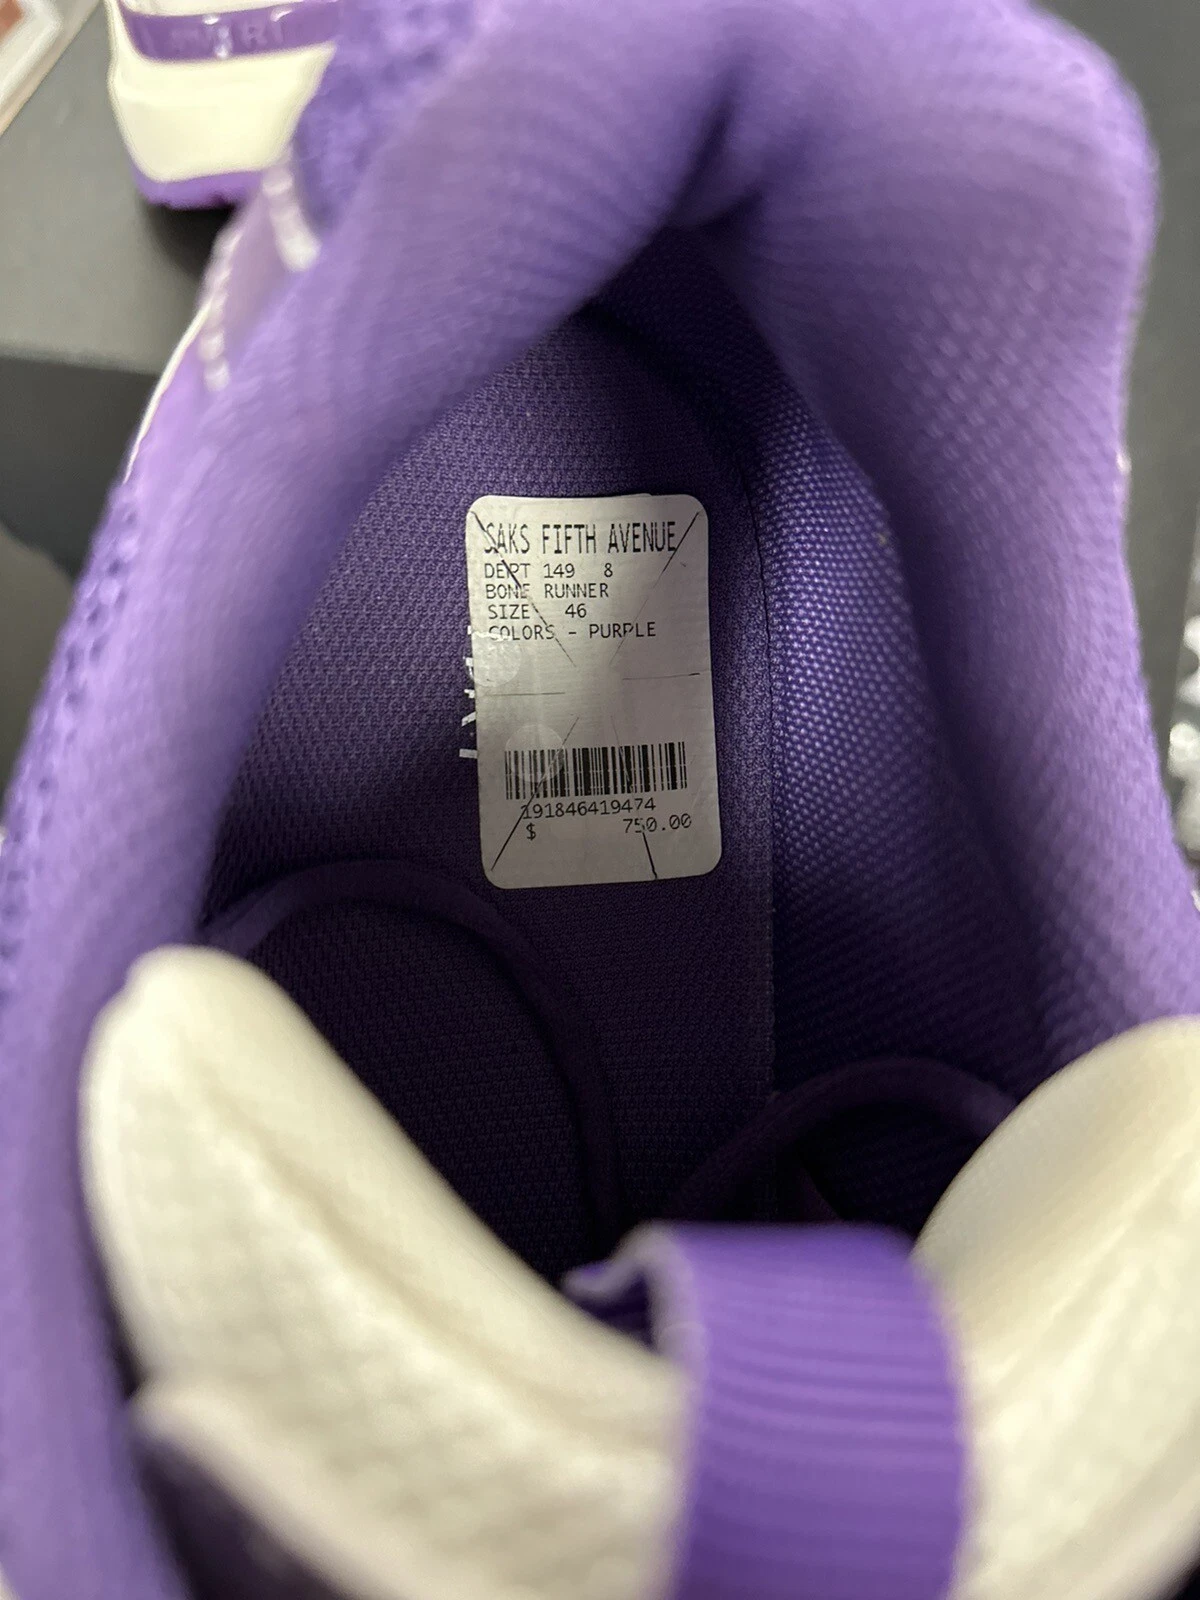 SAKS FIFTH AVENUE
DEPT 149 8
BONE RUNNER
SIZE 46
COLORS - PURPLE
191846419474
$ 750.00